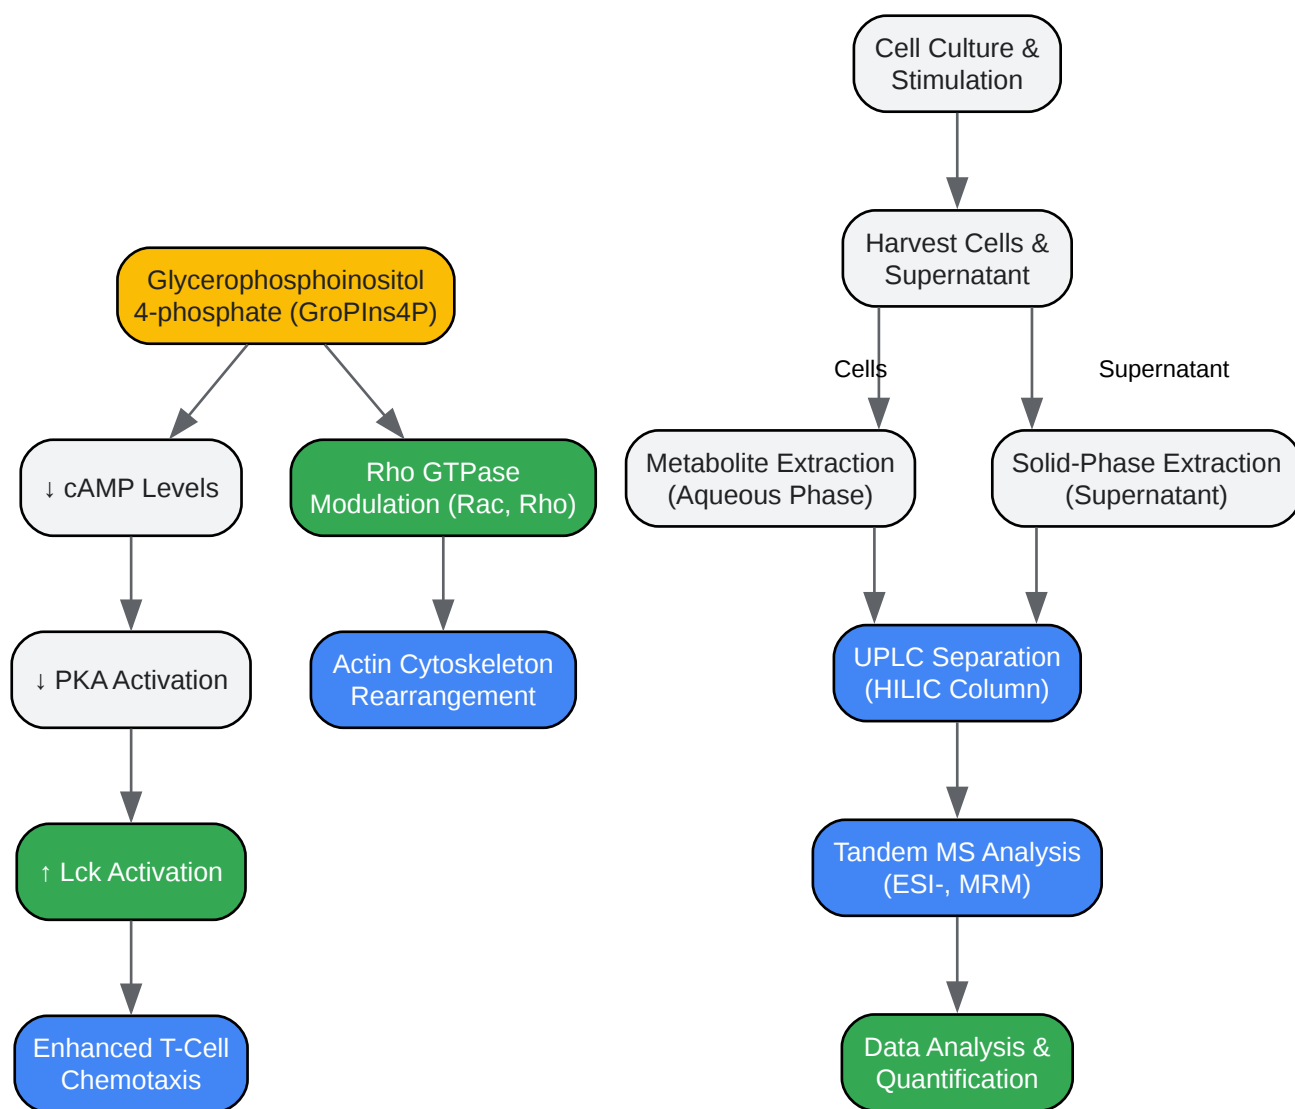 Glycerophosphoinositol
4-phosphate (GroPIns4P)
↓ cAMP Levels
Rho GTPase
Modulation (Rac, Rho)
↓ PKA Activation
Actin Cytoskeleton
Rearrangement
↑ Lck Activation
Enhanced T-Cell
Chemotaxis
Cell Culture &
Stimulation
Harvest Cells &
Supernatant
Cells
Supernatant
Metabolite Extraction
(Aqueous Phase)
Solid-Phase Extraction
(Supernatant)
UPLC Separation
(HILIC Column)
Tandem MS Analysis
(ESI-, MRM)
Data Analysis &
Quantification